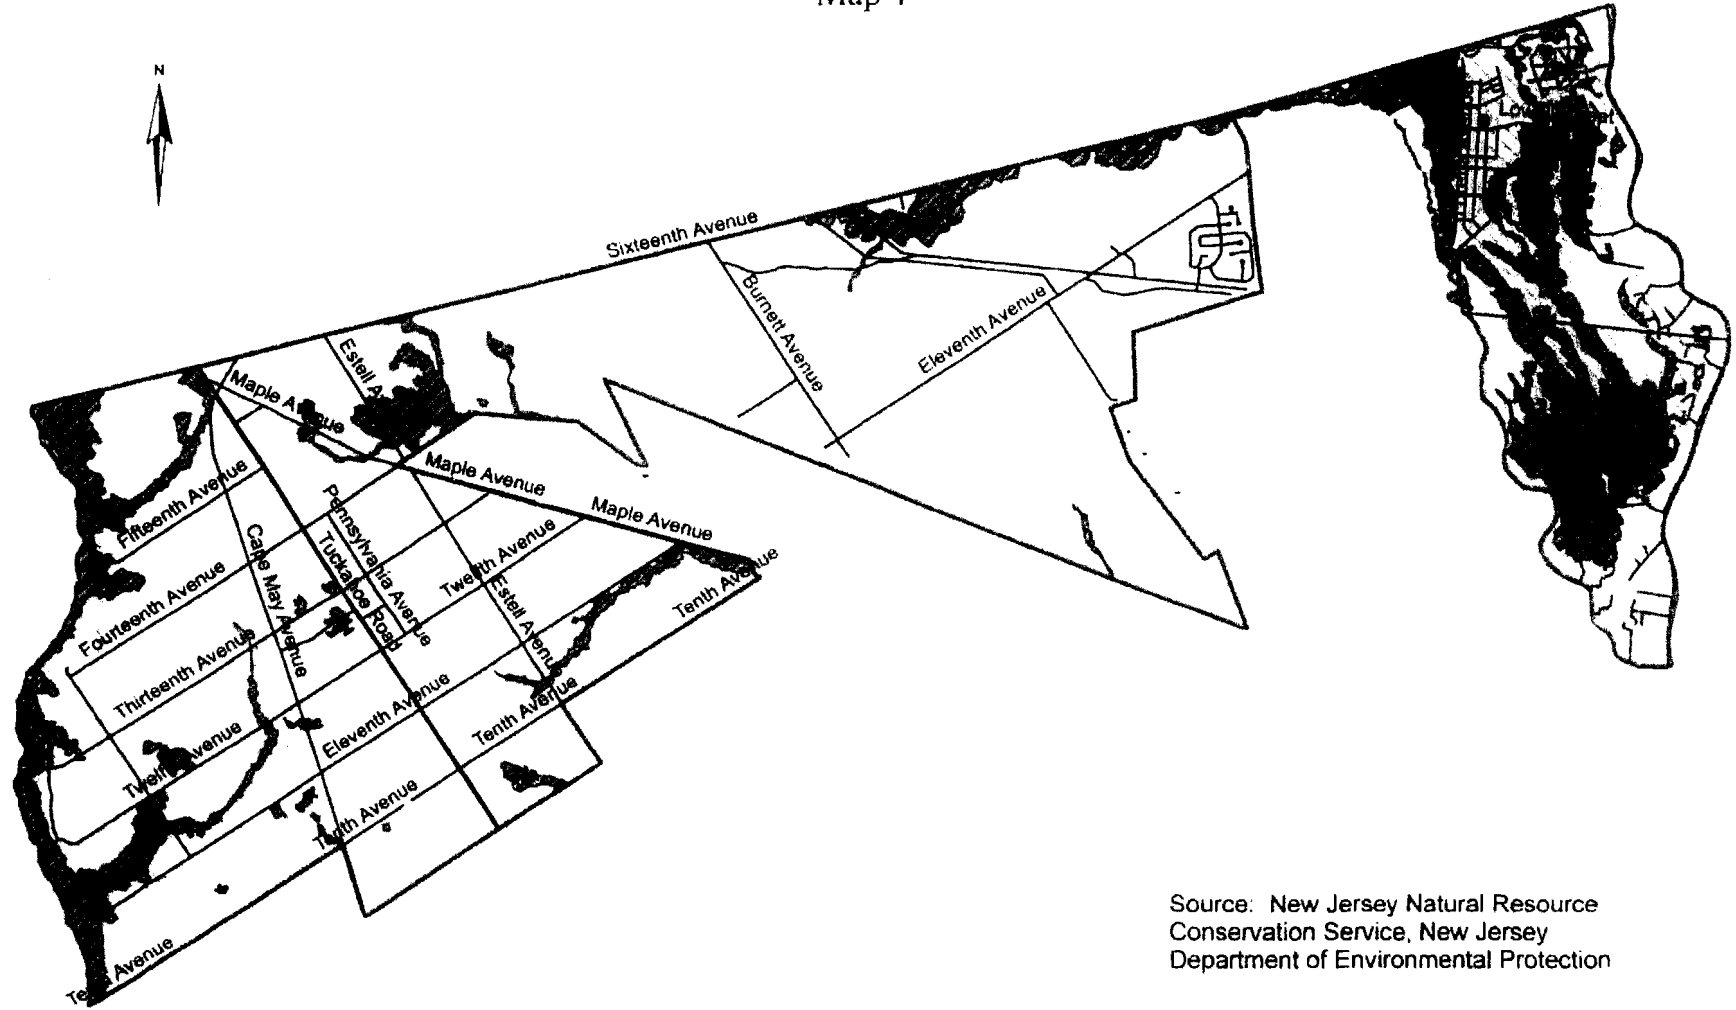 N
Sixteenth Avenue
Burnett Avenue
Eleventh Avenue
Maple Avenue
Maple Avenue
Maple Avenue
Fifteenth Avenue
Pennsylvania Avenue
Tuckahoe Road
Cape May Avenue
Twelfth Avenue
Estell Avenue
Tenth Avenue
Fourteenth Avenue
Thirteenth Avenue
Eleventh Avenue
Tenth Avenue
Twelfth Avenue
Tenth Avenue
Avenue
Source: New Jersey Natural Resource
Conservation Service, New Jersey
Department of Environmental Protection